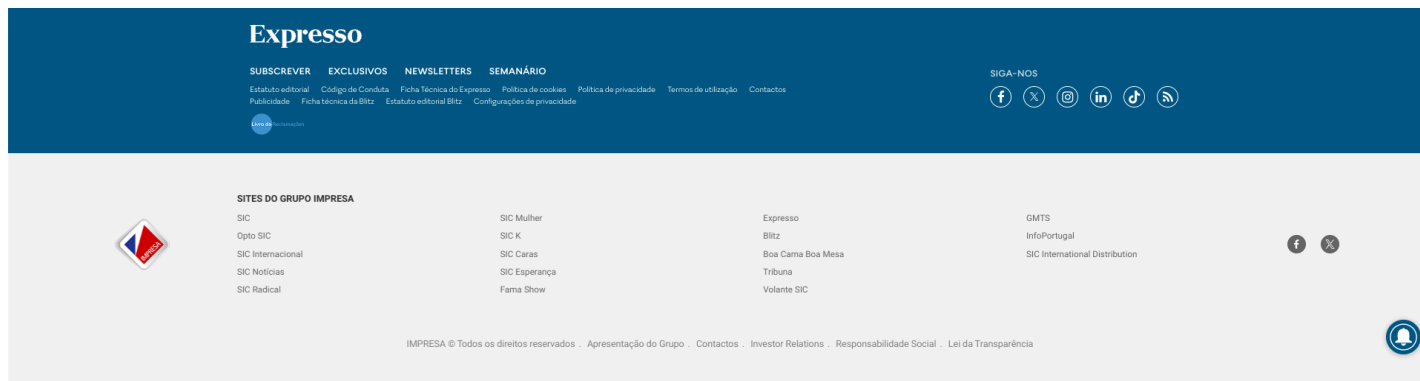 Expresso
SUBSCREVER EXCLUSIVOS NEWSLETTERS SEMANÁRIO
Estatuto editorial Código de Conduta Ficha Técnica do Expresso Política de cookies Política de privacidade Termos de utilização Contactos
Publicidade Ficha técnica da Blitz Estatuto editorial Blitz Configurações de privacidade
Livro de Reclamações
SIGA-NOS
SITES DO GRUPO IMPRESA
SIC SIC Mulher Expresso GMTS
Opto SIC SIC K Blitz InfoPortugal
SIC Internacional SIC Caras Boa Cama Boa Mesa SIC International Distribution
SIC Notícias SIC Esperança Tribuna
SIC Radical Fama Show Volante SIC
IMPRESA
IMPRESA © Todos os direitos reservados . Apresentação do Grupo . Contactos . Investor Relations . Responsabilidade Social . Lei da Transparência